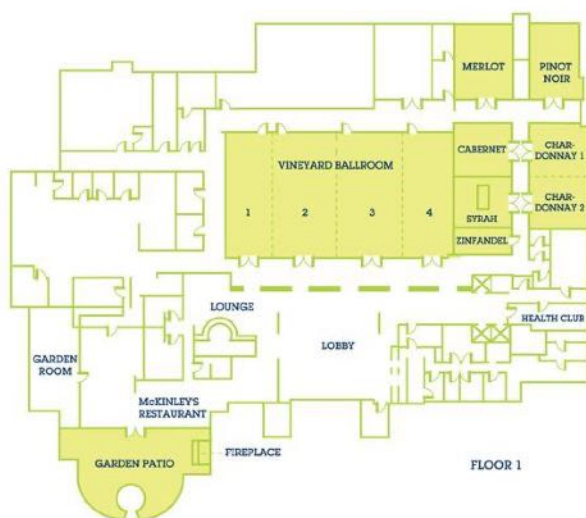 MERLOT
PINOT
NOIR
VINEYARD BALLROOM
CABERNET
CHAR-
DONNAY 1
1
2
3
4
SYRAH
CHAR-
DONNAY 2
ZINFANDEL
LOUNGE
HEALTH CLUB
LOBBY
GARDEN
ROOM
McKINLEY'S
RESTAURANT
FIREPLACE
GARDEN PATIO
FLOOR 1